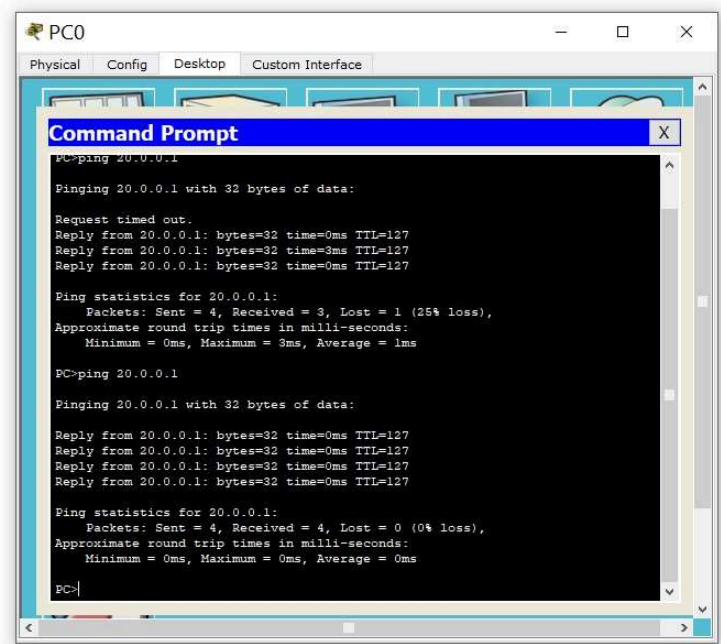 PC0
Physical Config Desktop Custom Interface
Command Prompt X
PC>ping 20.0.0.1
Pinging 20.0.0.1 with 32 bytes of data:
Request timed out.
Reply from 20.0.0.1: bytes=32 time=0ms TTL=127
Reply from 20.0.0.1: bytes=32 time=3ms TTL=127
Reply from 20.0.0.1: bytes=32 time=0ms TTL=127
Ping statistics for 20.0.0.1:
Packets: Sent = 4, Received = 3, Lost = 1 (25% loss),
Approximate round trip times in milli-seconds:
Minimum = 0ms, Maximum = 3ms, Average = 1ms
PC>ping 20.0.0.1
Pinging 20.0.0.1 with 32 bytes of data:
Reply from 20.0.0.1: bytes=32 time=0ms TTL=127
Reply from 20.0.0.1: bytes=32 time=0ms TTL=127
Reply from 20.0.0.1: bytes=32 time=0ms TTL=127
Reply from 20.0.0.1: bytes=32 time=0ms TTL=127
Ping statistics for 20.0.0.1:
Packets: Sent = 4, Received = 4, Lost = 0 (0% loss),
Approximate round trip times in milli-seconds:
Minimum = 0ms, Maximum = 0ms, Average = 0ms
PC>